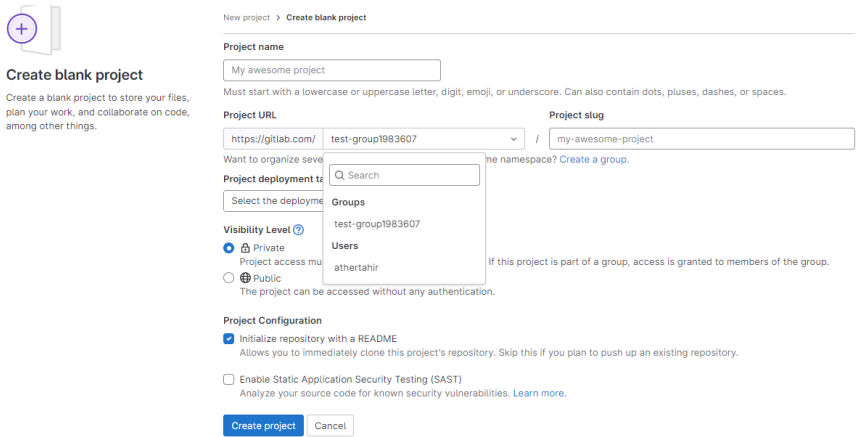 Create blank project
Create a blank project to store your files,
plan your work, and collaborate on code,
among other things.
New project > Create blank project
Project name
My awesome project
Must start with a lowercase or uppercase letter, digit, emoji, or underscore. Can also contain dots, pluses, dashes, or spaces.
Project URL
Project slug
https://gitlab.com/ test-group1983607 / my-awesome-project
Want to organize seve me namespace? Create a group.
Search
Groups
test-group1983607
Users
athertahir
Project deployment ta
Select the deployme
Visibility Level
Private
Project access mu If this project is part of a group, access is granted to members of the group.
Public
The project can be accessed without any authentication.
Project Configuration
Initialize repository with a README
Allows you to immediately clone this project's repository. Skip this if you plan to push up an existing repository.
Enable Static Application Security Testing (SAST)
Analyze your source code for known security vulnerabilities. Learn more.
Create project Cancel